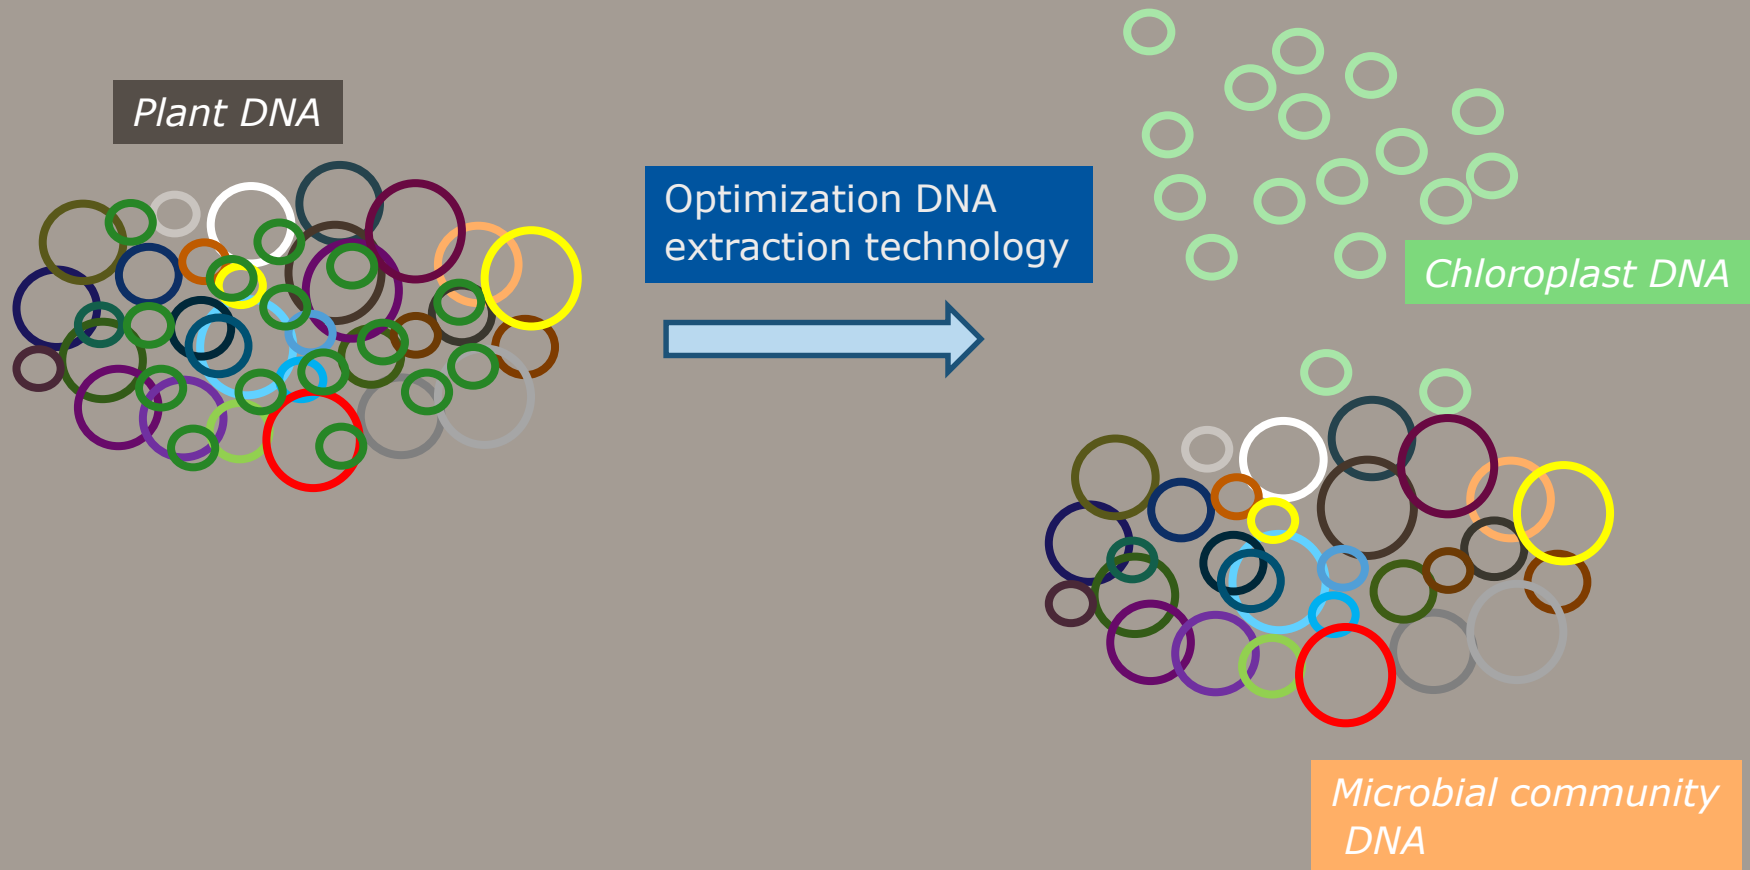 Plant DNA
Optimization DNA
extraction technology
Chloroplast DNA
Microbial community
DNA